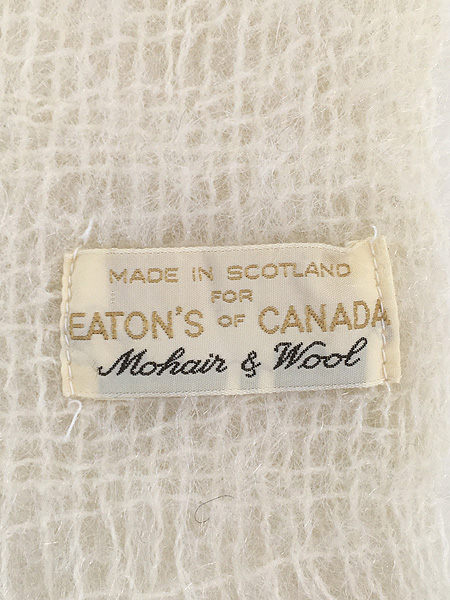 MADE IN SCOTLAND
FOR
EATON'S OF CANADA
Mohair & Wool